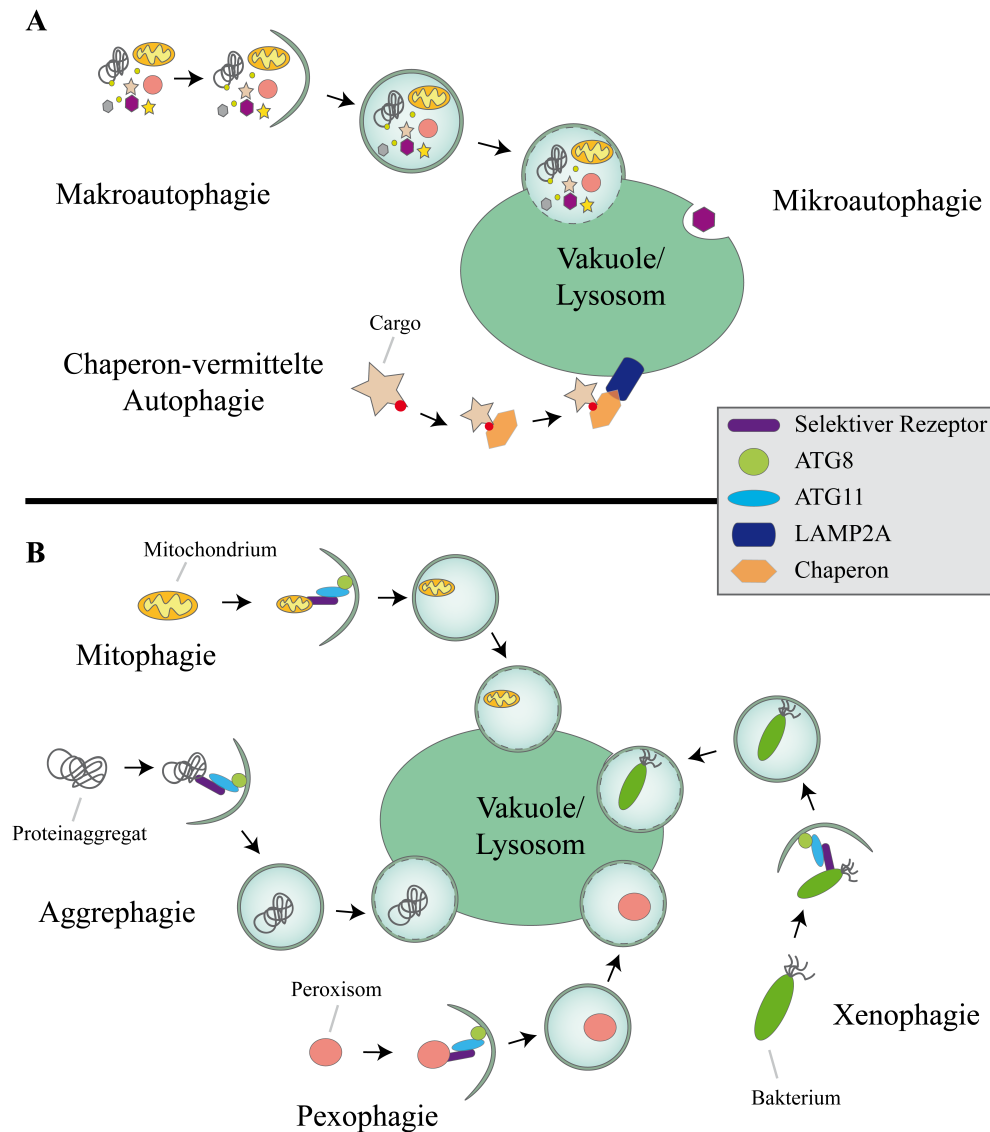 A
Makroautophagie
Mikroautophagie
Vakuole/
Lysosom
Cargo
Chaperon-vermittelte
Autophagie
Selektiver Rezeptor
ATG8
ATG11
LAMP2A
Chaperon
B
Mitochondrium
Mitophagie
Proteinaggregat
Vakuole/
Lysosom
Aggrephagie
Peroxisom
Pexophagie
Xenophagie
Bakterium